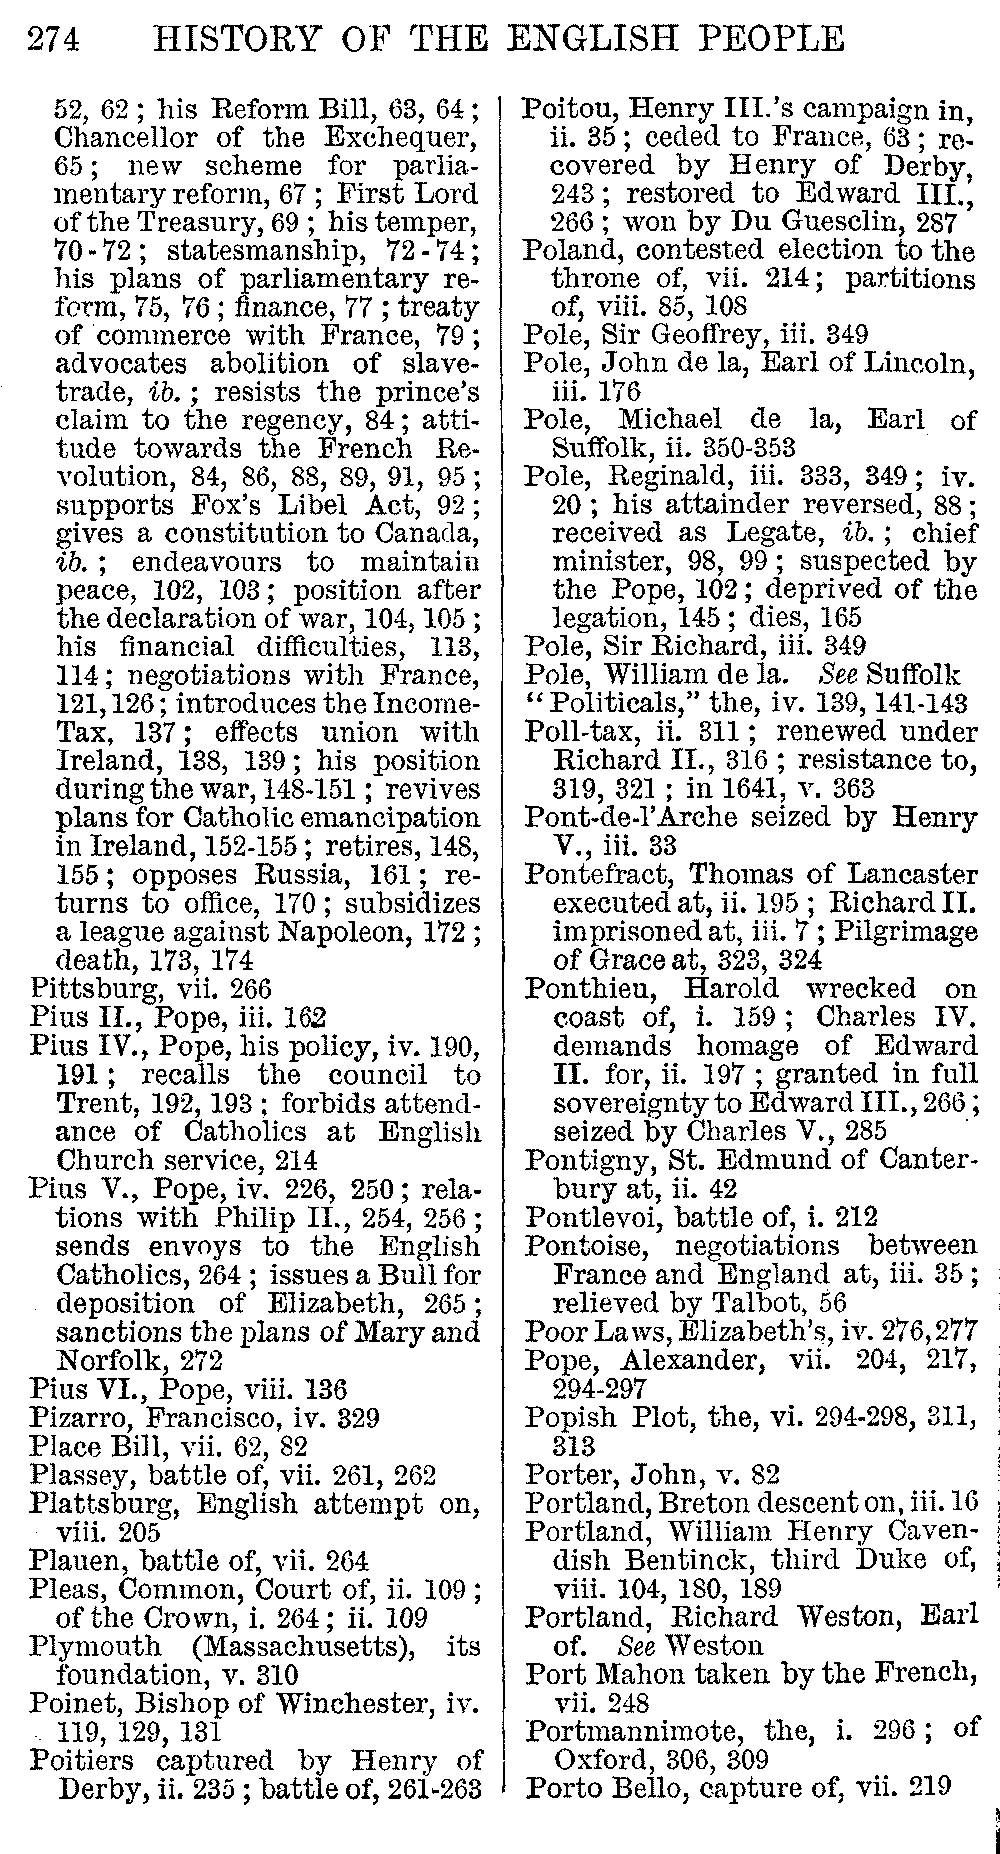 274 HISTORY OF THE ENGLISH PEOPLE
52, 62 ; his Reform Bill, 63, 64 ;
Chancellor of the Exchequer,
65 ; new scheme for parlia-
mentary reform, 67 ; First Lord
of the Treasury, 69 ; his temper,
70-72 ; statesmanship, 72-74 ;
his plans of parliamentary re-
form, 75, 76 ; finance, 77 ; treaty
of commerce with France, 79 ;
advocates abolition of slave-
trade, ib. ; resists the prince's
claim to the regency, 84 ; atti-
tude towards the French Re-
volution, 84, 86, 88, 89, 91, 95 ;
supports Fox's Libel Act, 92 ;
gives a constitution to Canada,
ib. ; endeavours to maintain
peace, 102, 103 ; position after
the declaration of war, 104, 105 ;
his financial difficulties, 113,
114 ; negotiations with France,
121, 126 ; introduces the Income-
Tax, 137 ; effects union with
Ireland, 138, 139 ; his position
during the war, 148-151 ; revives
plans for Catholic emancipation
in Ireland, 152-155 ; retires, 148,
155 ; opposes Russia, 161 ; re-
turns to office, 170 ; subsidizes
a league against Napoleon, 172 ;
death, 173, 174
Pittsburg, vii. 266
Pius II., Pope, iii. 162
Pius IV., Pope, his policy, iv. 190,
191 ; recalls the council to
Trent, 192, 193 ; forbids attend-
ance of Catholics at English
Church service, 214
Pius V., Pope, iv. 226, 250 ; rela-
tions with Philip II., 254, 256 ;
sends envoys to the English
Catholics, 264 ; issues a Bull for
deposition of Elizabeth, 265 ;
sanctions the plans of Mary and
Norfolk, 272
Pius VI., Pope, viii. 136
Pizarro, Francisco, iv. 329
Place Bill, vii. 62, 82
Plassey, battle of, vii. 261, 262
Plattsburg, English attempt on,
viii. 205
Plauen, battle of, vii. 264
Pleas, Common, Court of, ii. 109 ;
of the Crown, i. 264 ; ii. 109
Plymouth (Massachusetts), its
foundation, v. 310
Poinet, Bishop of Winchester, iv.
119, 129, 131
Poitiers captured by Henry of
Derby, ii. 235 ; battle of, 261-263
Poitou, Henry III.'s campaign in,
ii. 35 ; ceded to France, 63 ; re-
covered by Henry of Derby,
243 ; restored to Edward III.,
266 ; won by Du Guesclin, 287
Poland, contested election to the
throne of, vii. 214 ; partitions
of, viii. 85, 108
Pole, Sir Geoffrey, iii. 349
Pole, John de la, Earl of Lincoln,
iii. 176
Pole, Michael de la, Earl of
Suffolk, ii. 350-353
Pole, Reginald, iii. 333, 349 ; iv.
20 ; his attainder reversed, 88 ;
received as Legate, ib. ; chief
minister, 98, 99 ; suspected by
the Pope, 102 ; deprived of the
legation, 145 ; dies, 165
Pole, Sir Richard, iii. 349
Pole, William de la. See Suffolk
"Politicals," the, iv. 139, 141-143
Poll-tax, ii. 311 ; renewed under
Richard II., 316 ; resistance to,
319, 321 ; in 1641, v. 363
Pont-de-l'Arche seized by Henry
V., iii. 33
Pontefract, Thomas of Lancaster
executed at, ii. 195 ; Richard II.
imprisoned at, iii. 7 ; Pilgrimage
of Grace at, 323, 324
Ponthieu, Harold wrecked on
coast of, i. 159 ; Charles IV.
demands homage of Edward
II. for, ii. 197 ; granted in full
sovereignty to Edward III., 266 ;
seized by Charles V., 285
Pontigny, St. Edmund of Canter-
bury at, ii. 42
Pontlevoi, battle of, i. 212
Pontoise, negotiations between
France and England at, iii. 35 ;
relieved by Talbot, 56
Poor Laws, Elizabeth's, iv. 276, 277
Pope, Alexander, vii. 204, 217,
294-297
Popish Plot, the, vi. 294-298, 311,
313
Porter, John, v. 82
Portland, Breton descent on, iii. 16
Portland, William Henry Caven-
dish Bentinck, third Duke of,
viii. 104, 180, 189
Portland, Richard Weston, Earl
of. See Weston
Port Mahon taken by the French,
vii. 248
Portmannimote, the, i. 296 ; of
Oxford, 306, 309
Porto Bello, capture of, vii. 219